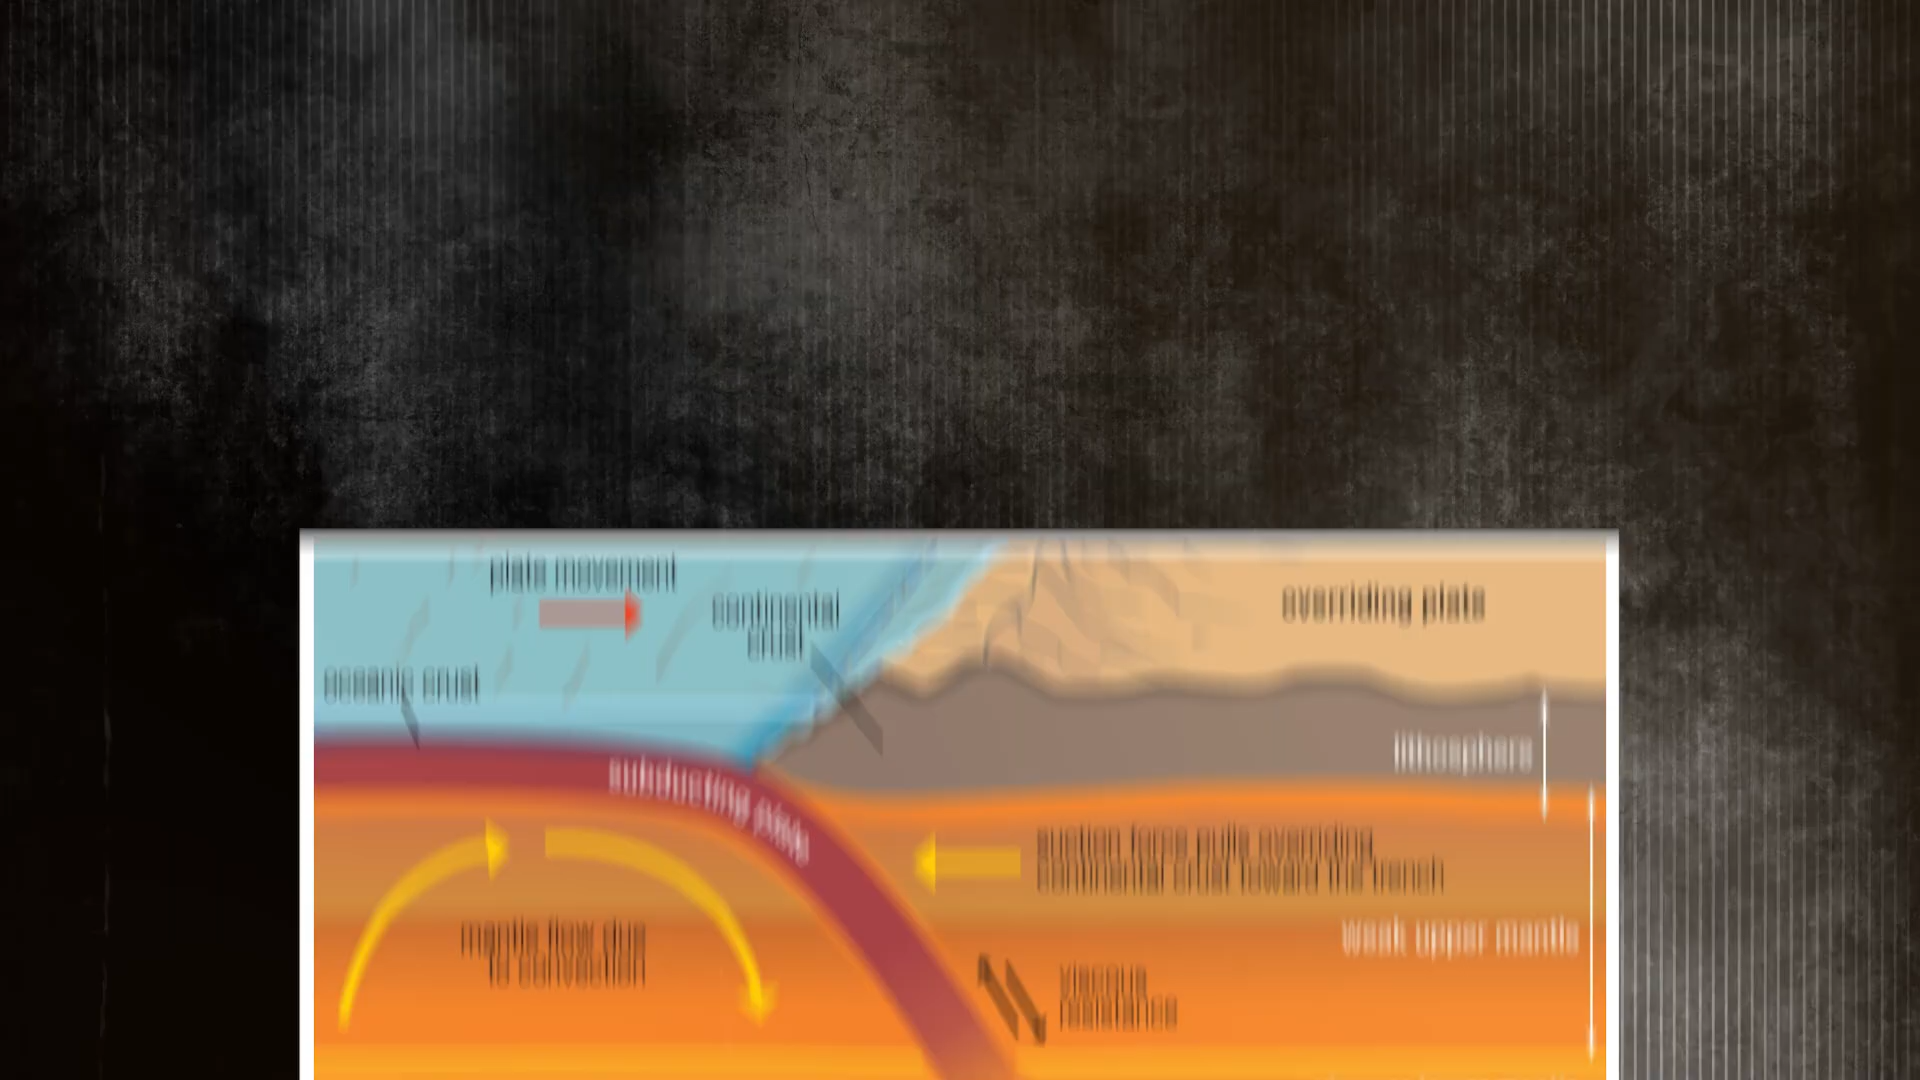 plate movement
continental
crust
overriding plate
oceanic crust
lithosphere
subducting plate
suction force pulls overriding
continental crust toward the trench
mantle flow due
to convection
weak upper mantle
viscous
resistance